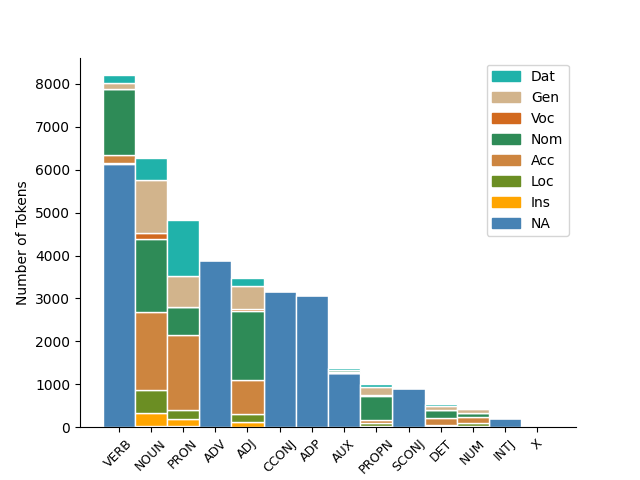 Number of Tokens
8000
7000
6000
5000
4000
3000
2000
1000
0
VERB
NOUN
PRON
ADV
ADJ
CCONJ
ADP
AUX
PROPN
SCONJ
DET
NUM
INTJ
X
Dat
Gen
Voc
Nom
Acc
Loc
Ins
NA